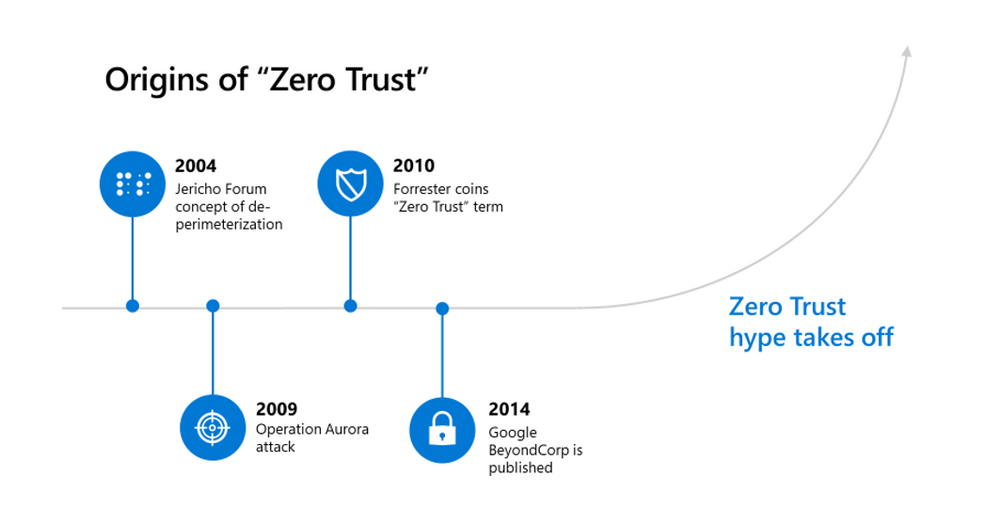 Origins of “Zero Trust”
2004
Jericho Forum
concept of de-
perimeterization
2010
Forrester coins
“Zero Trust” term
Zero Trust
hype takes off
2009
Operation Aurora
attack
2014
Google
BeyondCorp is
published